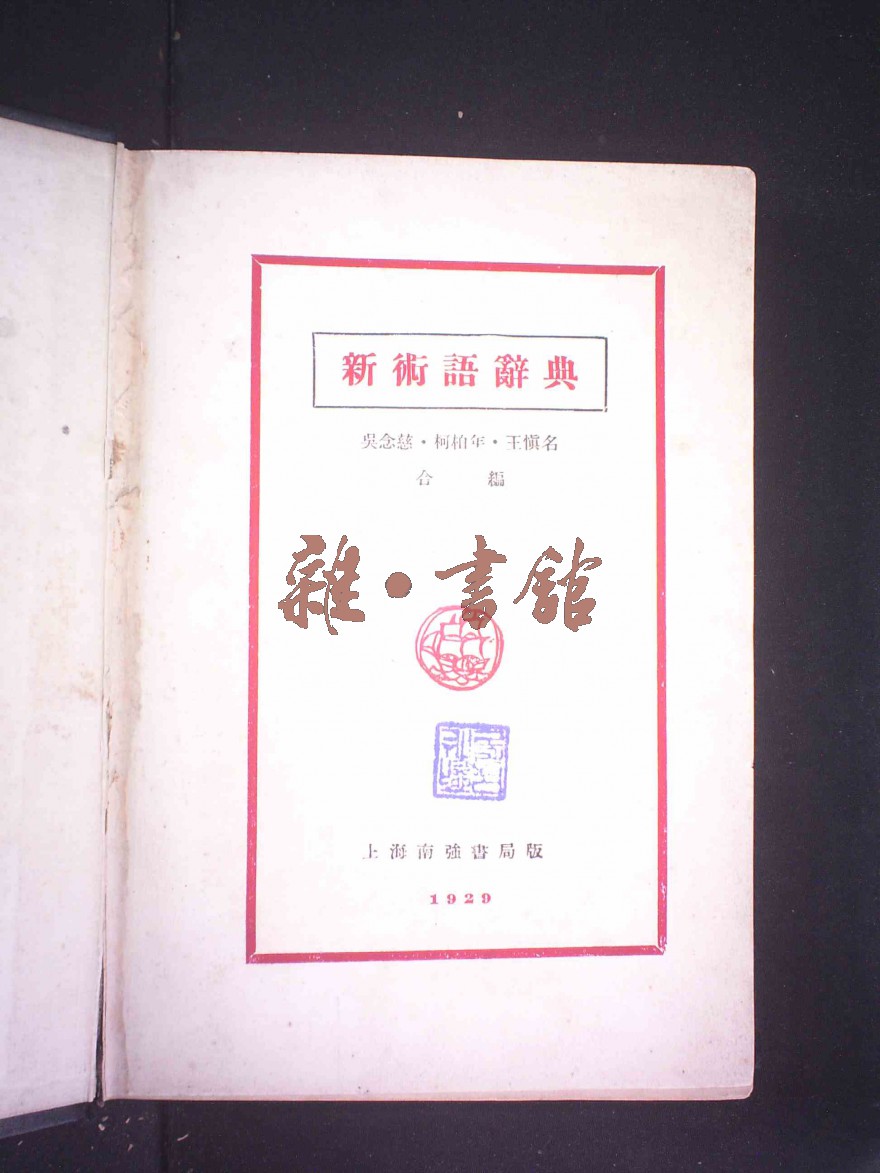 新術語辭典
吳念慈・柯柏年・王愼名
合編
雜・書館
上海南強書局版
1929